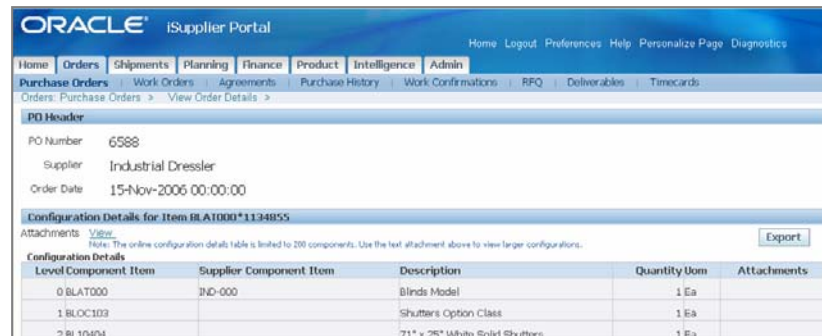 ORACLE® iSupplier Portal
Home Logout Preferences Help Personalize Page Diagnostics
Home Orders Shipments Planning Finance Product Intelligence Admin
Purchase Orders | Work Orders | Agreements | Purchase History | Work Confirmations | RFQ | Deliverables | Timecards
Orders: Purchase Orders > View Order Details >
PO Header
PO Number 6588
Supplier Industrial Dressler
Order Date 15-Nov-2006 00:00:00
Configuration Details for Item BLAT000*1134855
Attachments View
Export
Note: The online configuration details table is limited to 200 components. Use the text attachment above to view larger configurations.
Configuration Details
Level Component Item Supplier Component Item Description Quantity Uom Attachments
0 BLAT000 IND-000 Blinds Model 1 Ea
1 BLOC103 Shutters Option Class 1 Ea
2 BL10404 71" x 25" White Solid Shutters 1 Ea